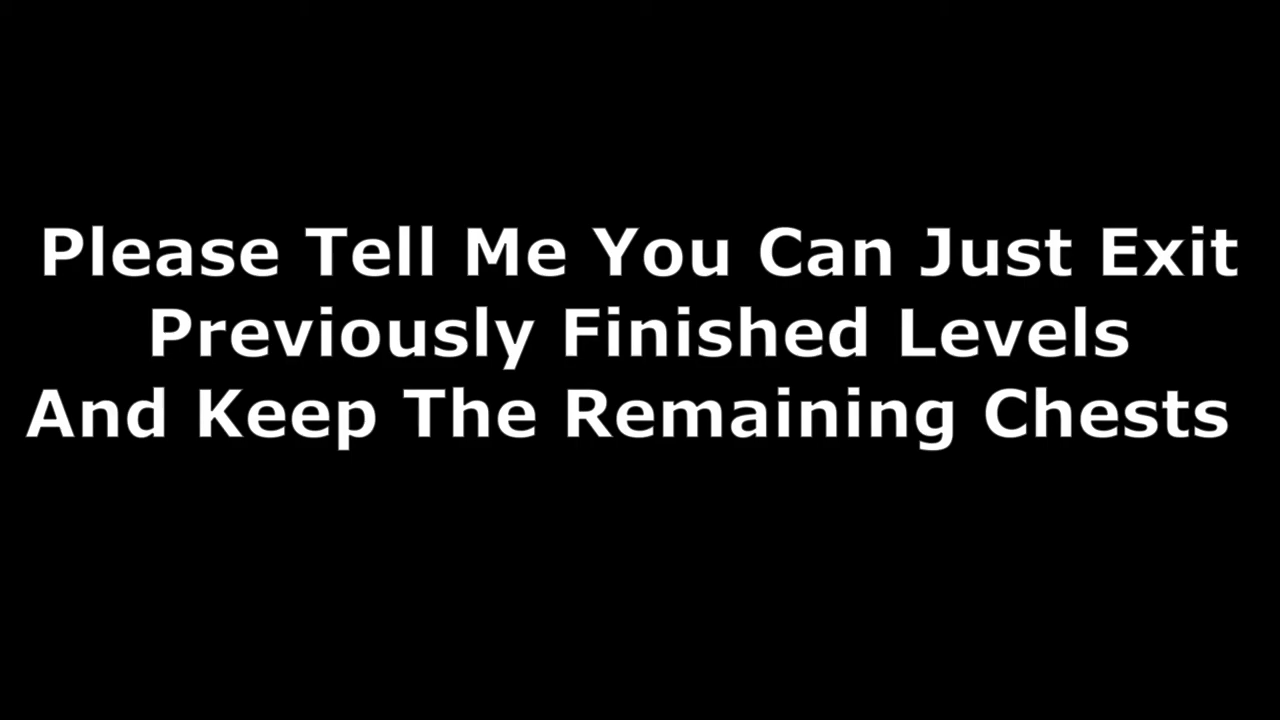 Please Tell Me You Can Just Exit
Previously Finished Levels
And Keep The Remaining Chests